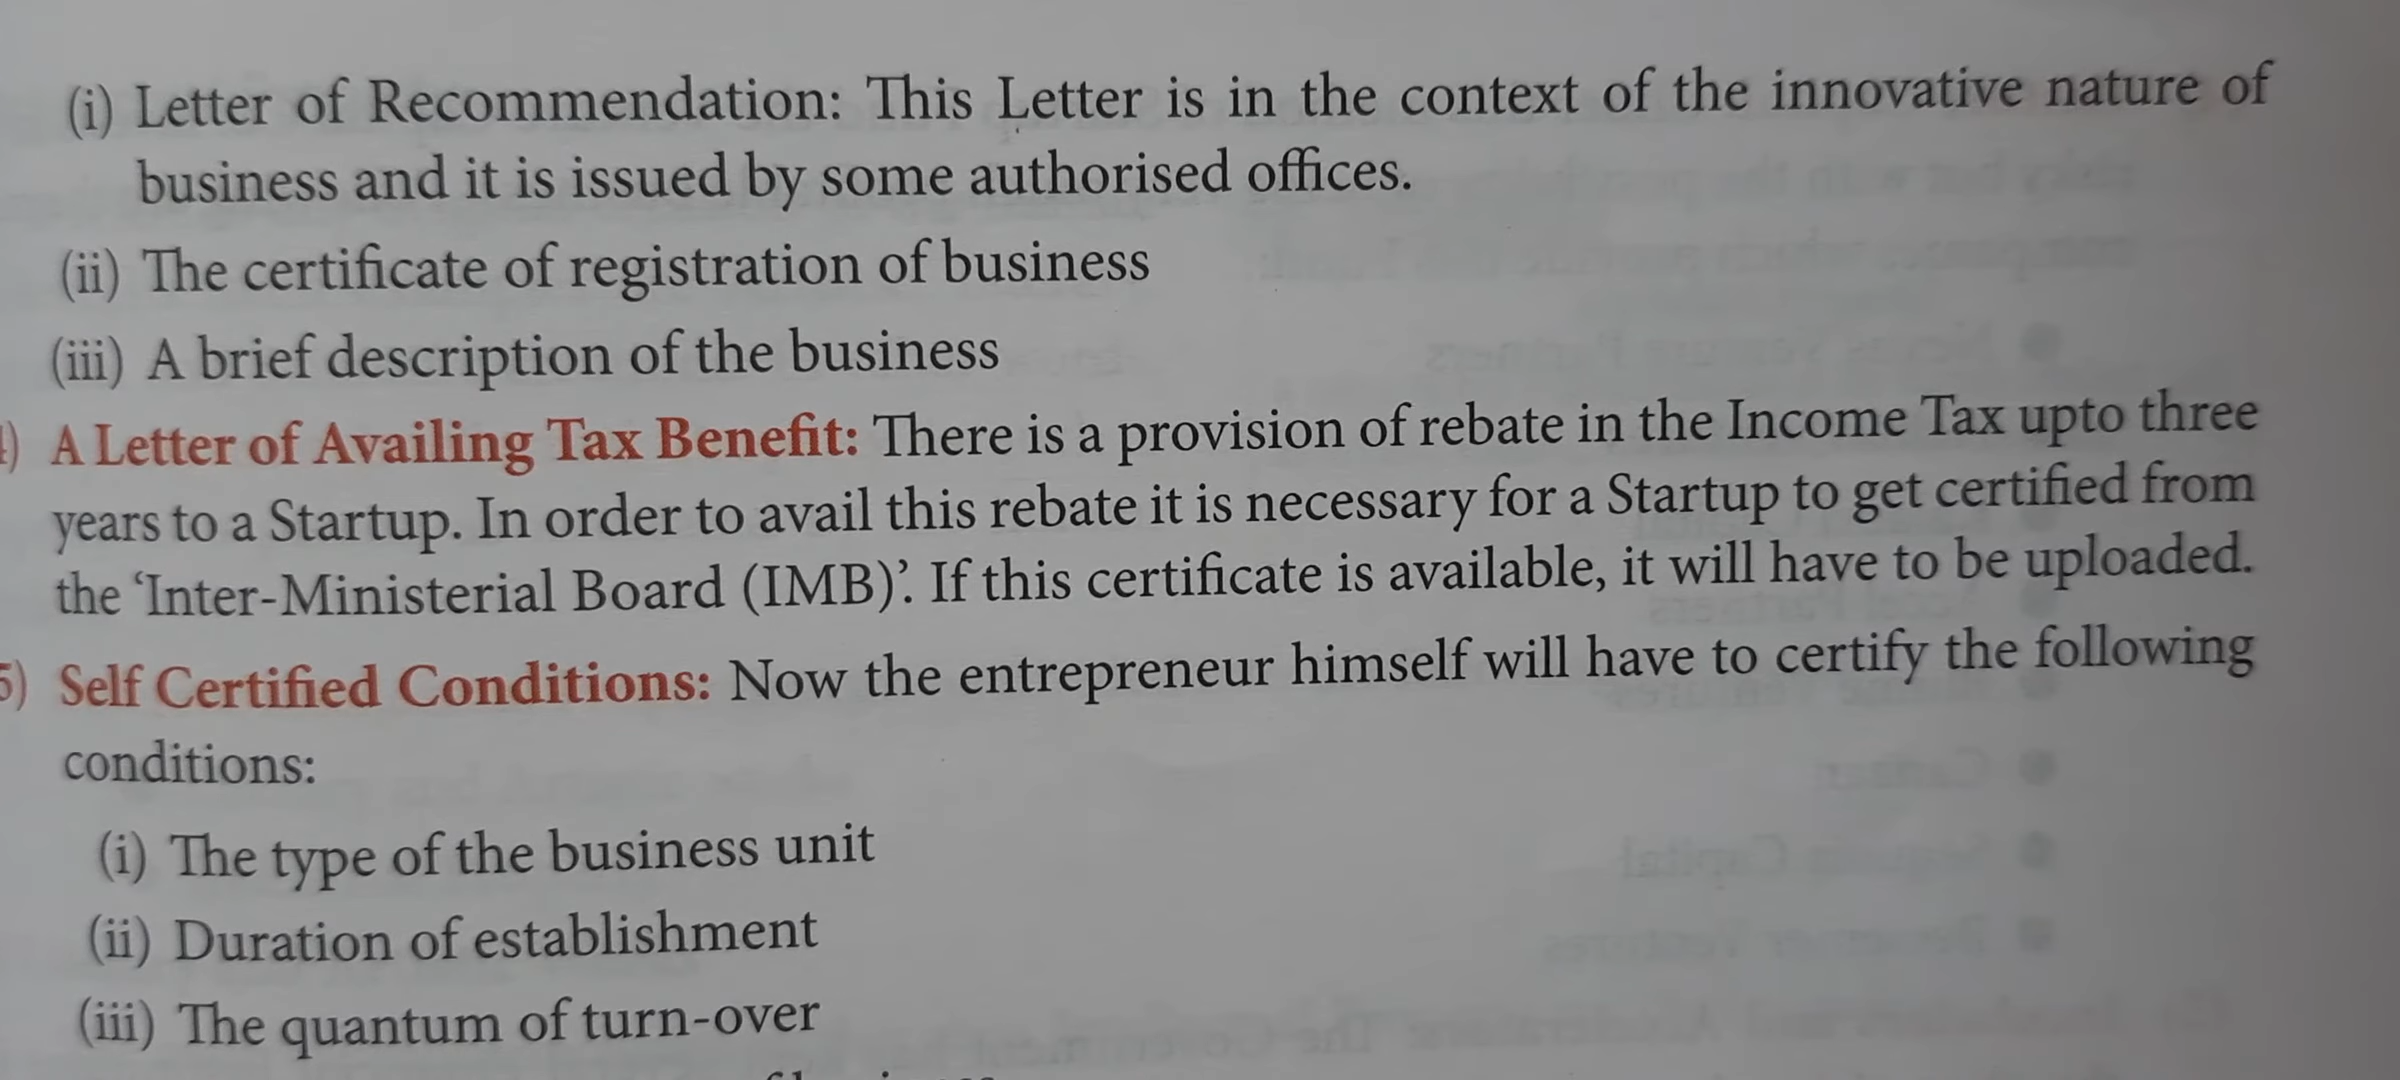 (i) Letter of Recommendation: This Letter is in the context of the innovative nature of
business and it is issued by some authorised offices.
(ii) The certificate of registration of business
(iii) A brief description of the business
) A Letter of Availing Tax Benefit: There is a provision of rebate in the Income Tax upto three
years to a Startup. In order to avail this rebate it is necessary for a Startup to get certified from
the ‘Inter-Ministerial Board (IMB)’. If this certificate is available, it will have to be uploaded.
5) Self Certified Conditions: Now the entrepreneur himself will have to certify the following
conditions:
(i) The type of the business unit
(ii) Duration of establishment
(iii) The quantum of turn-over